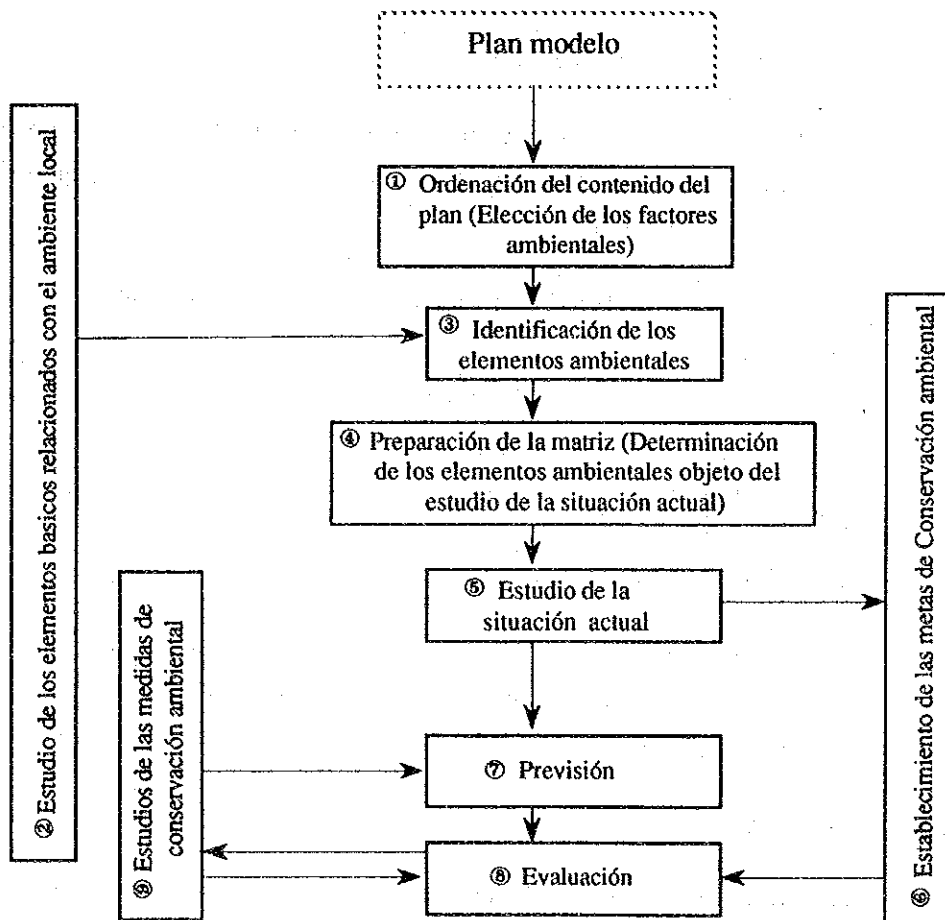 Plan modelo
① Ordenación del contenido del
plan (Elección de los factores
ambientales)
② Estudio de los elementos basicos relacionados con el ambiente local
③ Identificación de los
elementos ambientales
④ Preparación de la matriz (Determinación
de los elementos ambientales objeto del
estudio de la situación actual)
⑤ Estudio de la
situación actual
⑥ Establecimiento de las metas de Conservación ambiental
⑦ Previsión
⑧ Evaluación
⑨ Estudios de las medidas de
conservación ambiental